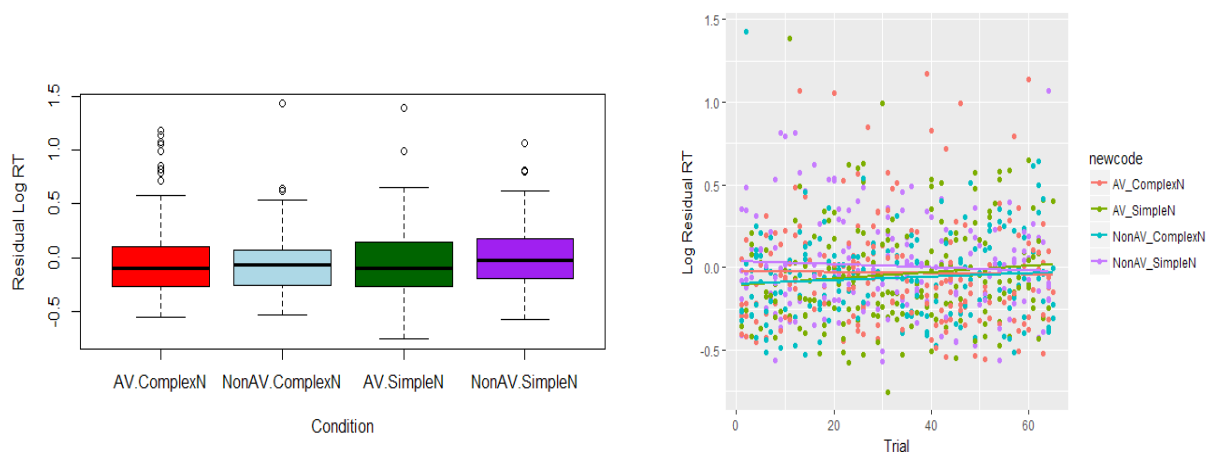 Residual Log RT
1.5
1.0
0.5
0.0
-0.5
AV.ComplexN NonAV.ComplexN AV.SimpleN NonAV.SimpleN
Condition
Log Residual RT
1.5
1.0
0.5
0.0
-0.5
0 20 40 60
Trial
newcode
AV_ComplexN
AV_SimpleN
NonAV_ComplexN
NonAV_SimpleN